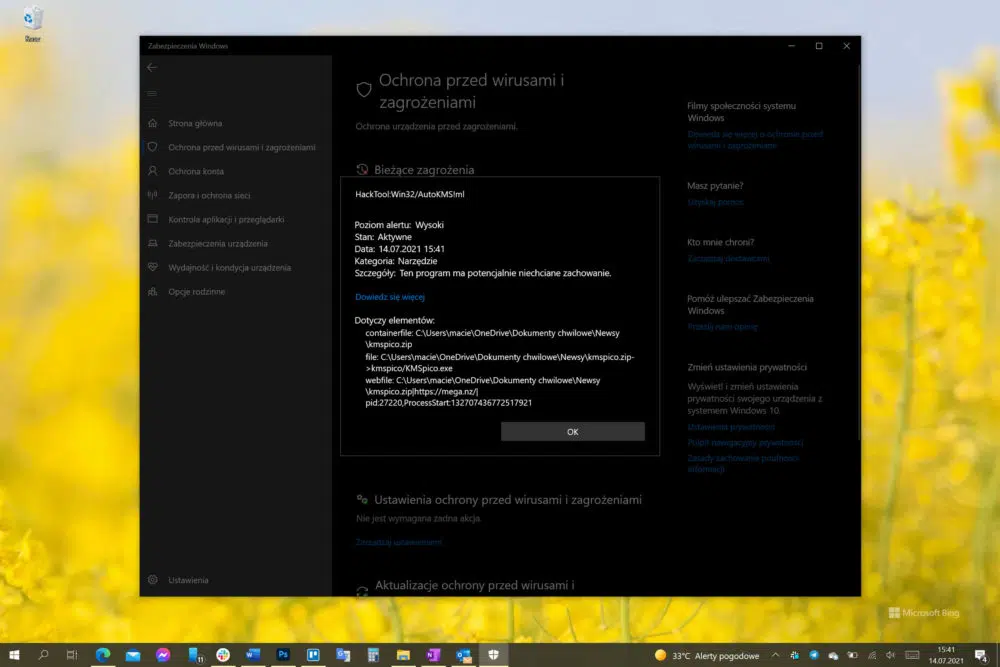 Zabezpieczenia Windows
Strona główna
Ochrona przed wirusami i zagrożeniami
Ochrona konta
Zapora i ochrona sieci
Kontrola aplikacji i przeglądarki
Zabezpieczenia urządzenia
Wydajność i kondycja urządzenia
Opcje rodzinne
Ustawienia
Ochrona przed wirusami i
zagrożeniami
Ochrona urządzenia przed zagrożeniami.
Bieżące zagrożenia
HackTool:Win32/AutoKMS!ml
Poziom alertu: Wysoki
Stan: Aktywne
Data: 14.07.2021 15:41
Kategoria: Narzędzie
Szczegóły: Ten program ma potencjalnie niechciane zachowanie.
Dowiedz się więcej
Dotyczy elementów:
containerfile: C:\Users\macie\OneDrive\Dokumenty chwilowe\Newsy
\kmspico.zip
file: C:\Users\macie\OneDrive\Dokumenty chwilowe\Newsy\kmspico.zip-
>kmspico/KMSpico.exe
webfile: C:\Users\macie\OneDrive\Dokumenty chwilowe\Newsy
\kmspico.zip|https://mega.nz/|
pid:27220,ProcessStart:132707436772517921
OK
Ustawienia ochrony przed wirusami i zagrożeniami
Nie jest wymagana żadna akcja.
Zarządzaj ustawieniami
Aktualizacje ochrony przed wirusami i
Filmy społeczności systemu
Windows
Dowiedz się więcej o ochronie przed
wirusami i zagrożeniami
Masz pytanie?
Uzyskaj pomoc
Kto mnie chroni?
Zarządzaj dostawcami
Pomóż ulepszać Zabezpieczenia
Windows
Prześlij nam opinię
Zmień ustawienia prywatności
Wyświetl i zmień ustawienia
prywatności swojego urządzenia z
systemem Windows 10.
Ustawienia prywatności
Pulpit nawigacyjny prywatności
Zasady zachowania poufności
informacji
Microsoft Bing
11
33°C Alerty pogodowe
15:41
14.07.2021
4